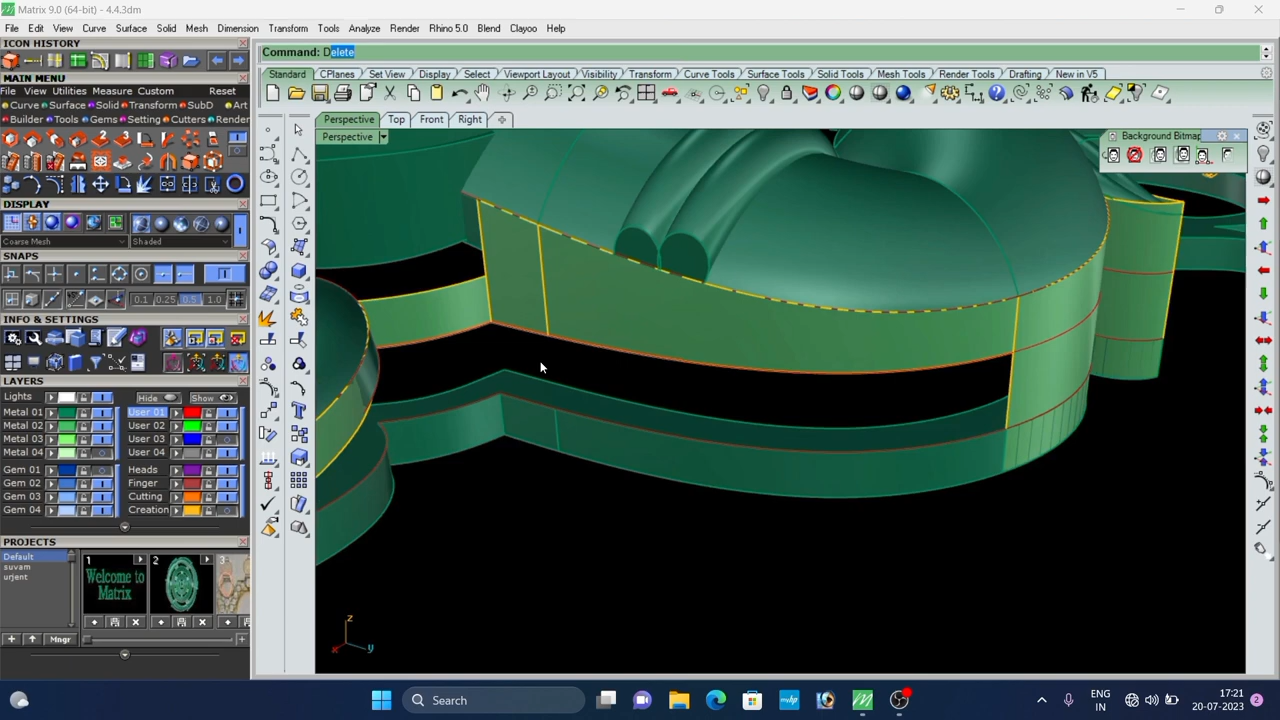 Matrix 9.0 (64-bit) - 4.4.3dm
File Edit View Curve Surface Solid Mesh Dimension Transform Tools Analyze Render Rhino 5.0 Blend Clayoo Help
ICON HISTORY
Command: Delete
MAIN MENU
File View Utilities Measure Custom Reset
Curve Surface Solid Transform SubD Art
Builder Tools Gems Setting Cutters Render
Standard CPlanes Set View Display Select Viewport Layout Visibility Transform Curve Tools Surface Tools Solid Tools Mesh Tools Render Tools Drafting New in V5
Perspective Top Front Right
Perspective
Background Bitmap
DISPLAY
Coarse Mesh Shaded
SNAPS
0.1 0.25 0.5 1.0
INFO & SETTINGS
LAYERS
Lights Hide Show
Metal 01 User 01
Metal 02 User 02
Metal 03 User 03
Metal 04 User 04
Gem 01 Heads
Gem 02 Finger
Gem 03 Cutting
Gem 04 Creation
PROJECTS
Default
suvam
urjent
1 2 3
Welcome to Matrix
Mngr
z
x y
Search
ENG
IN
17:21
20-07-2023
2